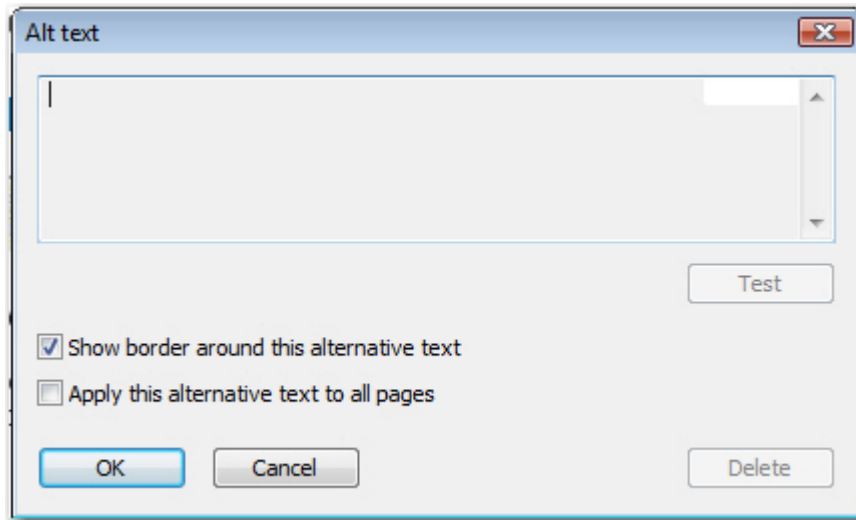 Alt text
Test
Show border around this alternative text
Apply this alternative text to all pages
OK
Cancel
Delete